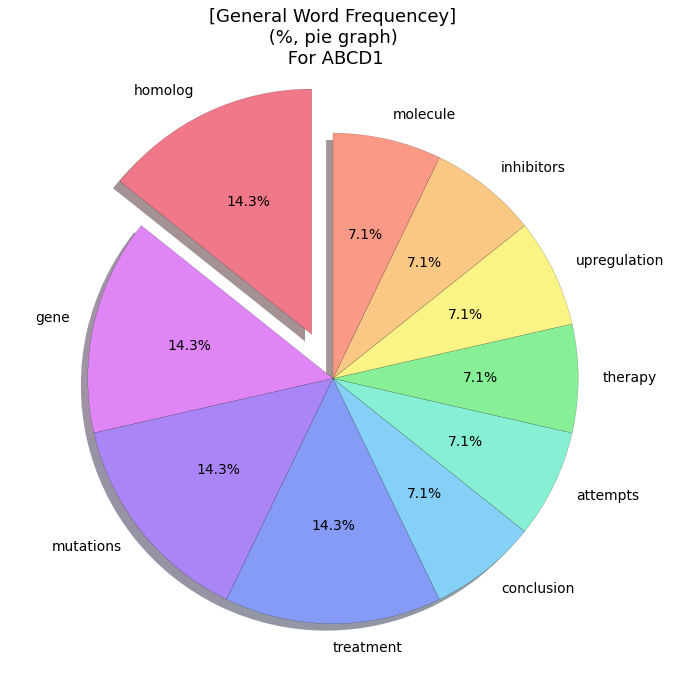 [General Word Frequencey]
(%, pie graph)
For ABCD1
homolog
molecule
inhibitors
upregulation
therapy
attempts
conclusion
treatment
mutations
gene
14.3%
7.1%
7.1%
7.1%
7.1%
7.1%
7.1%
14.3%
14.3%
14.3%